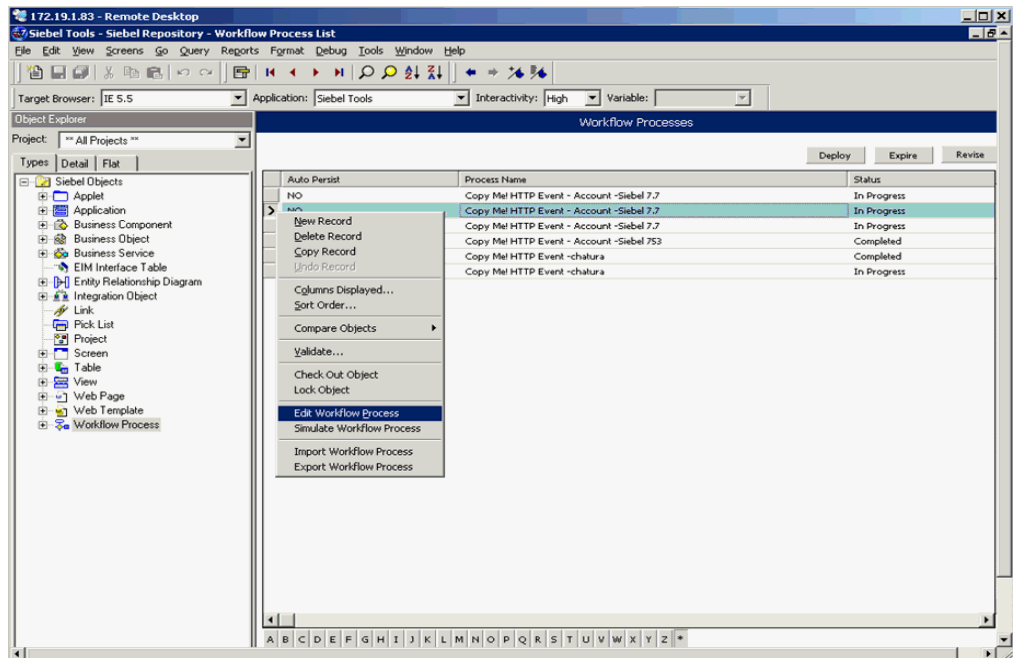 172.19.1.83 - Remote Desktop
Siebel Tools - Siebel Repository - Workflow Process List
File Edit View Screens Go Query Reports Format Debug Tools Window Help
Target Browser: IE 5.5 Application: Siebel Tools Interactivity: High Variable:
Object Explorer
Project: ** All Projects **
Types Detail Flat
Siebel Objects
Applet
Application
Business Component
Business Object
Business Service
EIM Interface Table
Entity Relationship Diagram
Integration Object
Link
Pick List
Project
Screen
Table
View
Web Page
Web Template
Workflow Process
Workflow Processes
Deploy Expire Revise
Auto Persist Process Name Status
NO Copy Me! HTTP Event - Account -Siebel 7.7 In Progress
NO Copy Me! HTTP Event - Account -Siebel 7.7 In Progress
Copy Me! HTTP Event - Account -Siebel 7.7 In Progress
Copy Me! HTTP Event - Account -Siebel 753 Completed
Copy Me! HTTP Event -chatura Completed
Copy Me! HTTP Event -chatura In Progress
New Record
Delete Record
Copy Record
Undo Record
Columns Displayed...
Sort Order...
Compare Objects
Validate...
Check Out Object
Lock Object
Edit Workflow Process
Simulate Workflow Process
Import Workflow Process
Export Workflow Process
A B C D E F G H I J K L M N O P Q R S T U V W X Y Z *